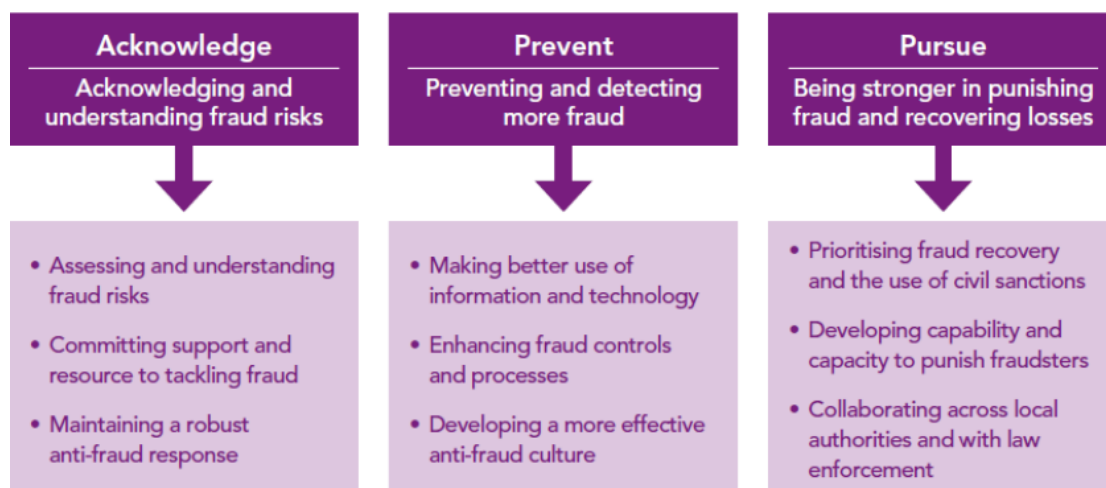 Acknowledge
Acknowledging and
understanding fraud risks
• Assessing and understanding
fraud risks
• Committing support and
resource to tackling fraud
• Maintaining a robust
anti-fraud response
Prevent
Preventing and detecting
more fraud
• Making better use of
information and technology
• Enhancing fraud controls
and processes
• Developing a more effective
anti-fraud culture
Pursue
Being stronger in punishing
fraud and recovering losses
• Prioritising fraud recovery
and the use of civil sanctions
• Developing capability and
capacity to punish fraudsters
• Collaborating across local
authorities and with law
enforcement